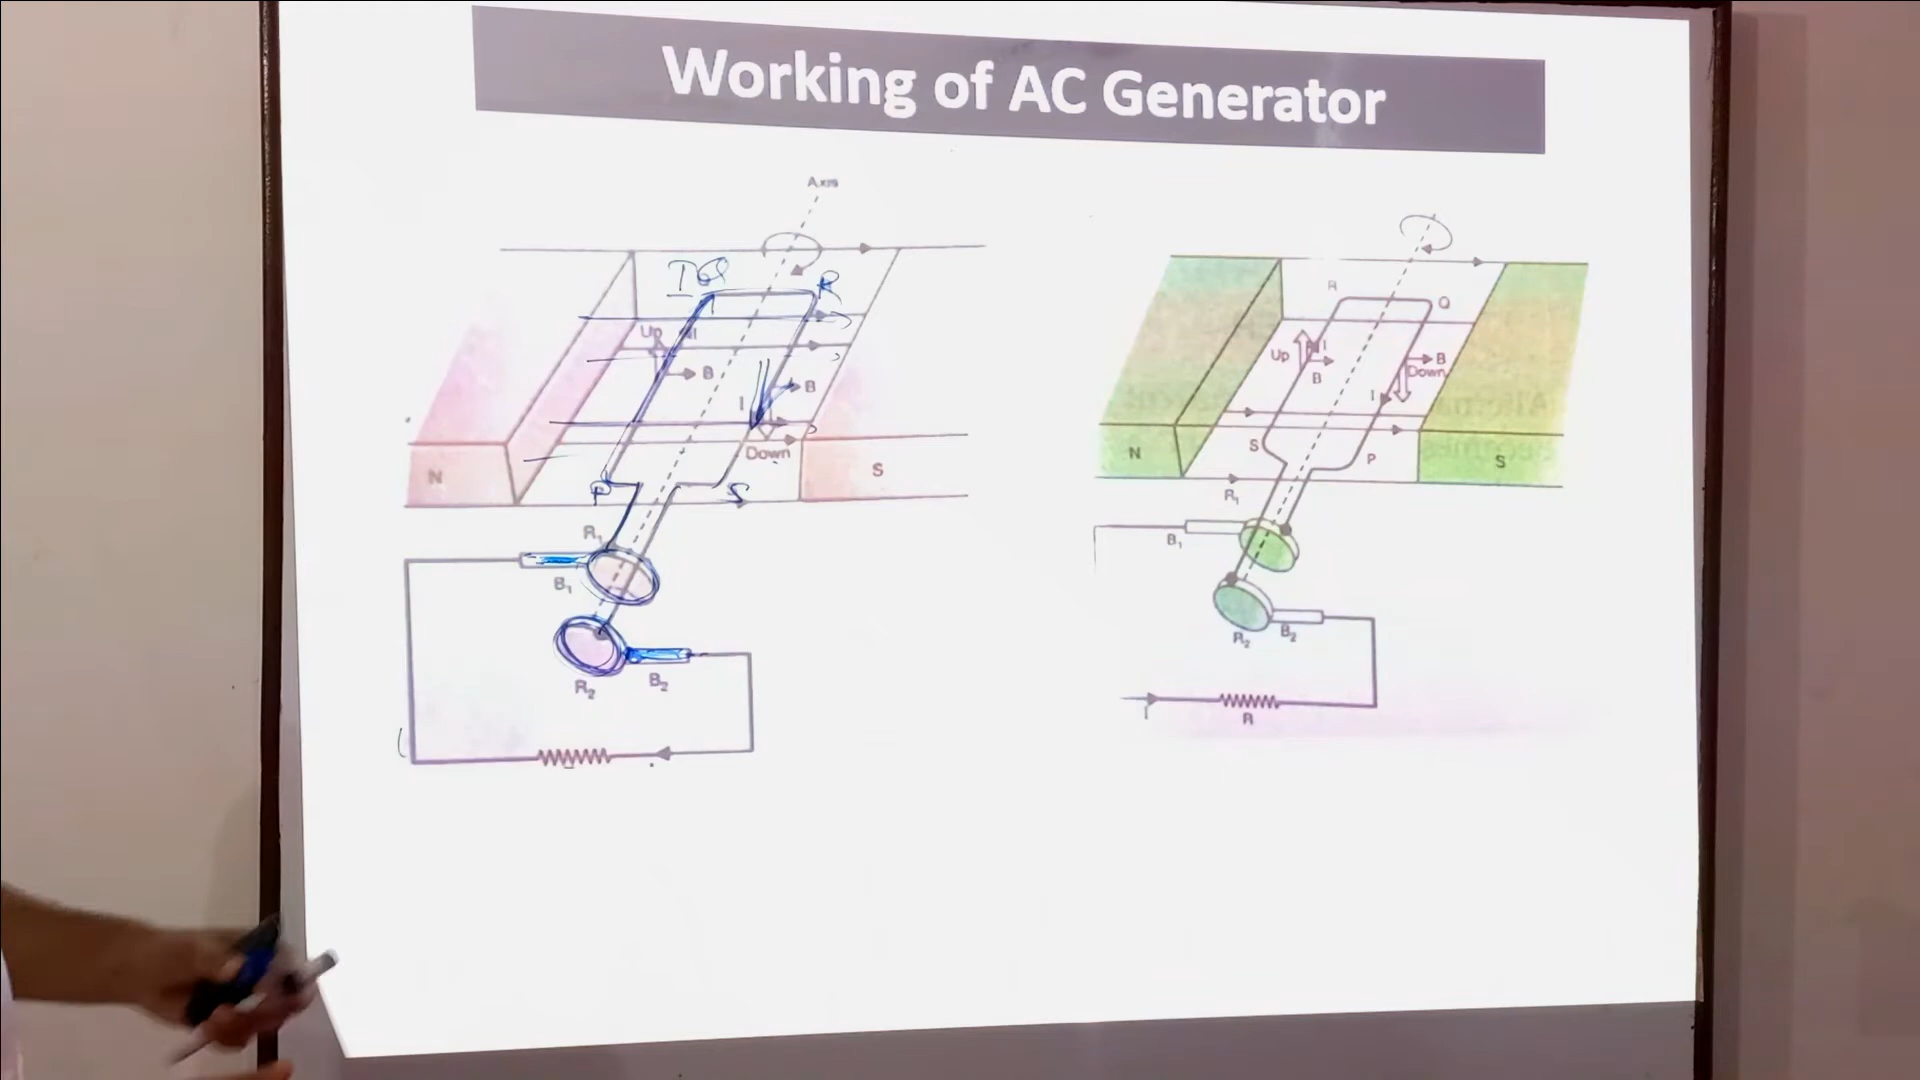 Working of AC Generator
Axis
I Q
R
Up
I
B
B
I
Down
N
S
P
S
R₁
B₁
R₂
B₂
R
Q
Up
I
B
B
Down
I
S
P
N
S
R₁
B₁
R₂
B₂
I
R